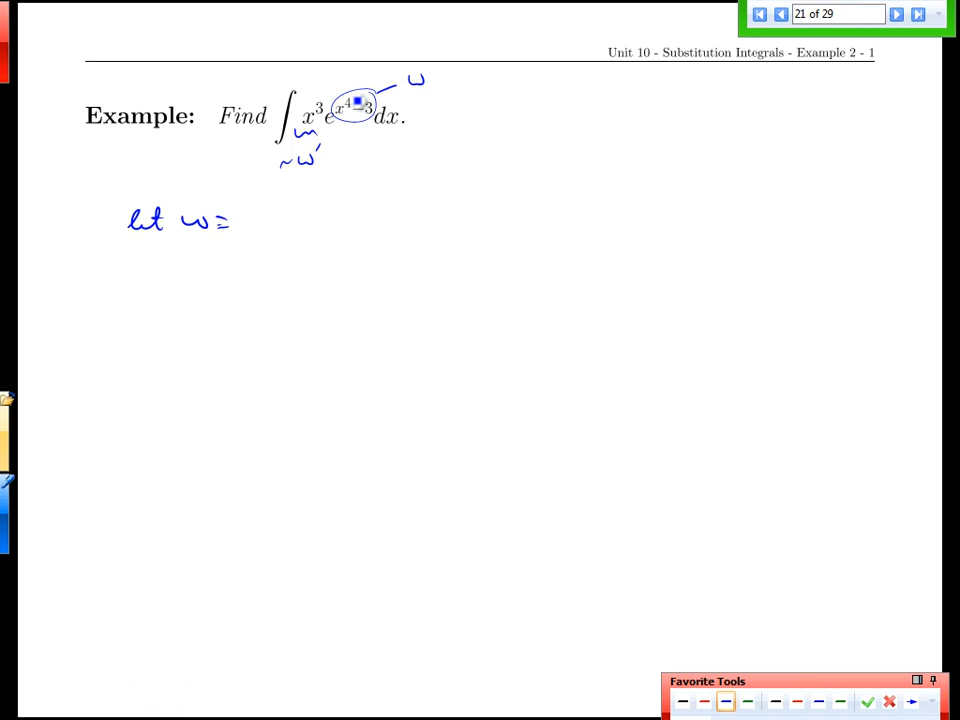 21 of 29
Unit 10 - Substitution Integrals - Example 2 - 1
w
Example: Find ∫ x³e^{x⁴−3}dx.
~w′
let w=
Favorite Tools